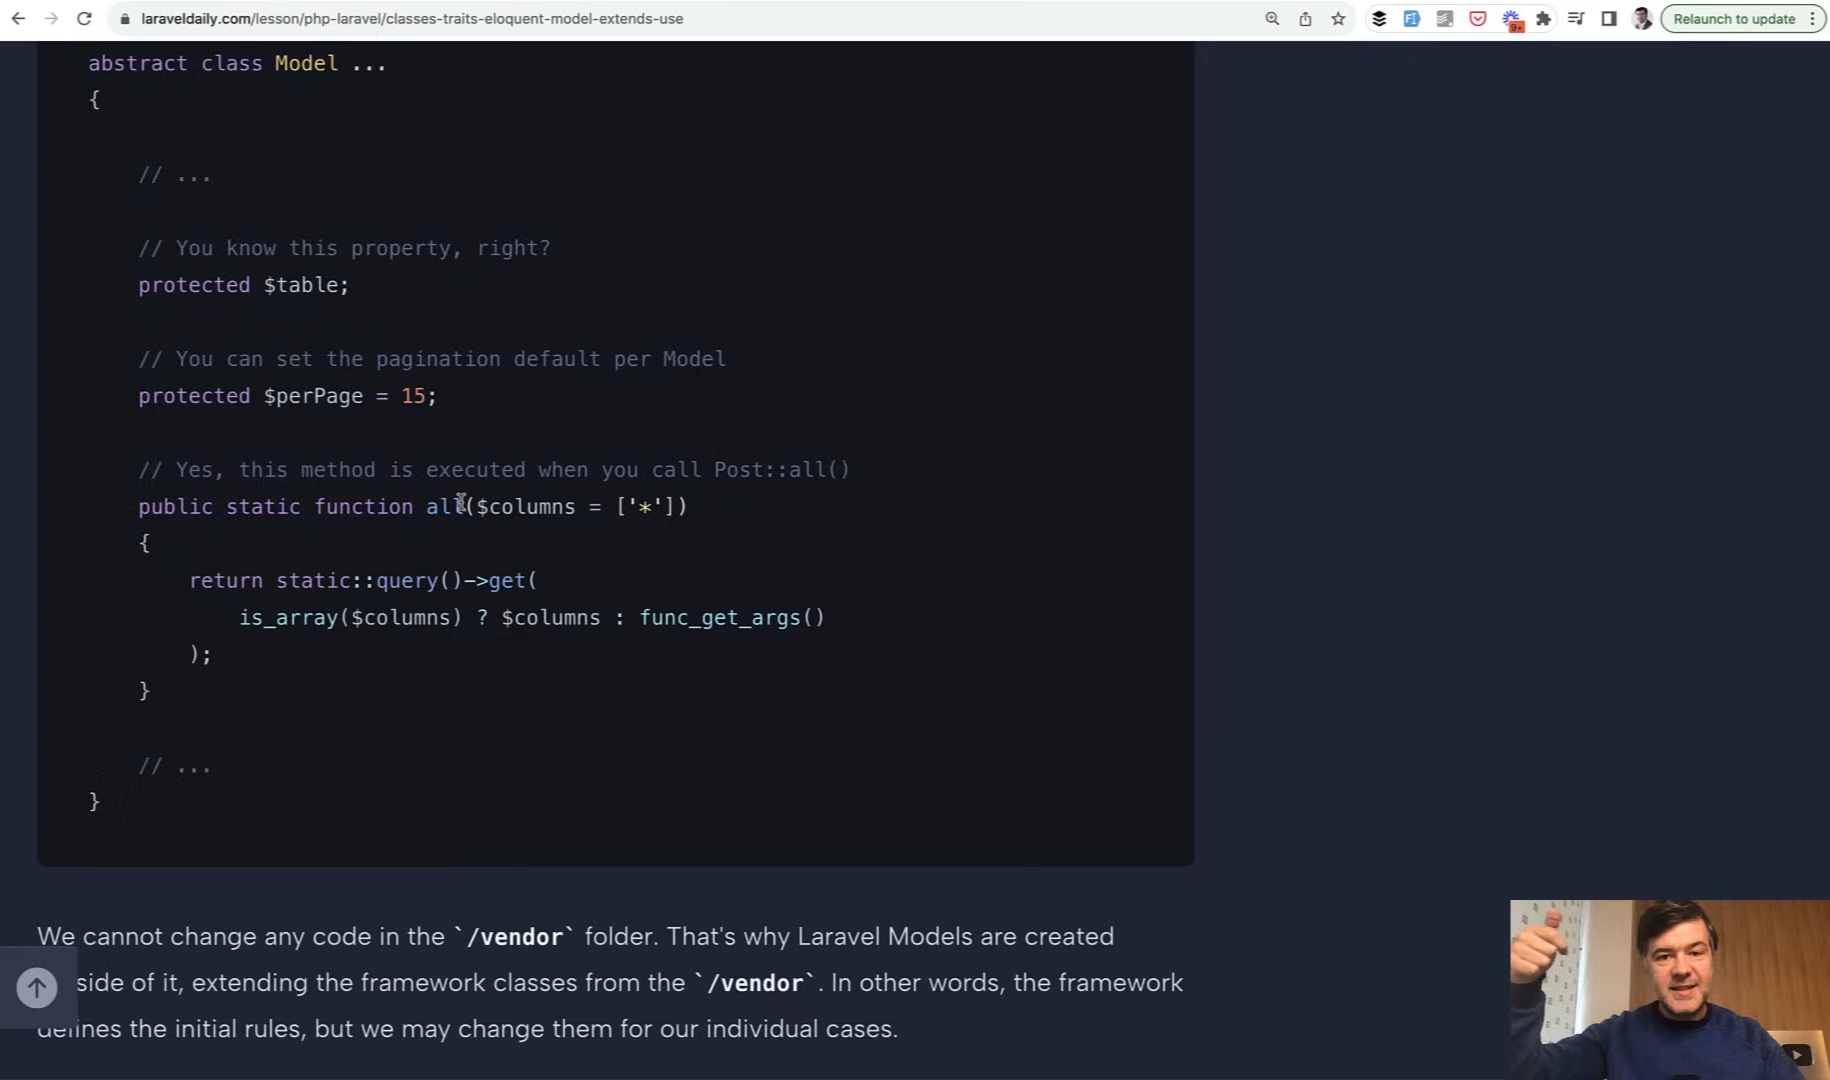 laraveldaily.com/lesson/php-laravel/classes-traits-eloquent-model-extends-use
9+
Relaunch to update
abstract class Model ...
{
// ...
// You know this property, right?
protected $table;
// You can set the pagination default per Model
protected $perPage = 15;
// Yes, this method is executed when you call Post::all()
public static function all($columns = ['*'])
{
return static::query()->get(
is_array($columns) ? $columns : func_get_args()
);
}
// ...
}
We cannot change any code in the `/vendor` folder. That's why Laravel Models are created
side of it, extending the framework classes from the `/vendor`. In other words, the framework
defines the initial rules, but we may change them for our individual cases.